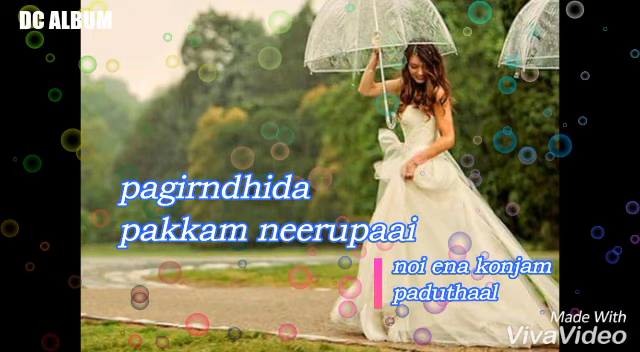 DC ALBUM
pagirndhida
pakkam neerupaai
noi ena konjam
paduthaal
Made With
VivaVideo